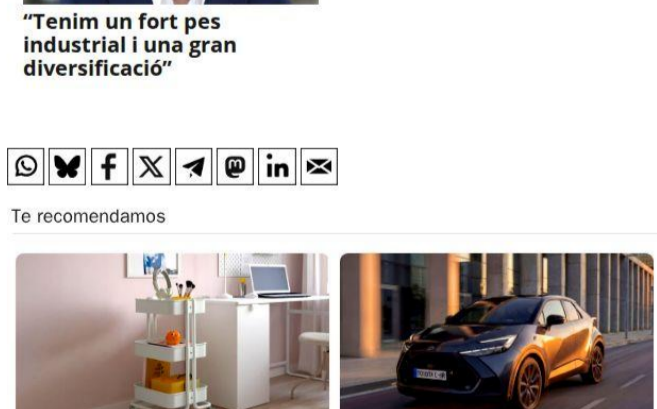 “Tenim un fort pes
industrial i una gran
diversificació”
Te recomendamos